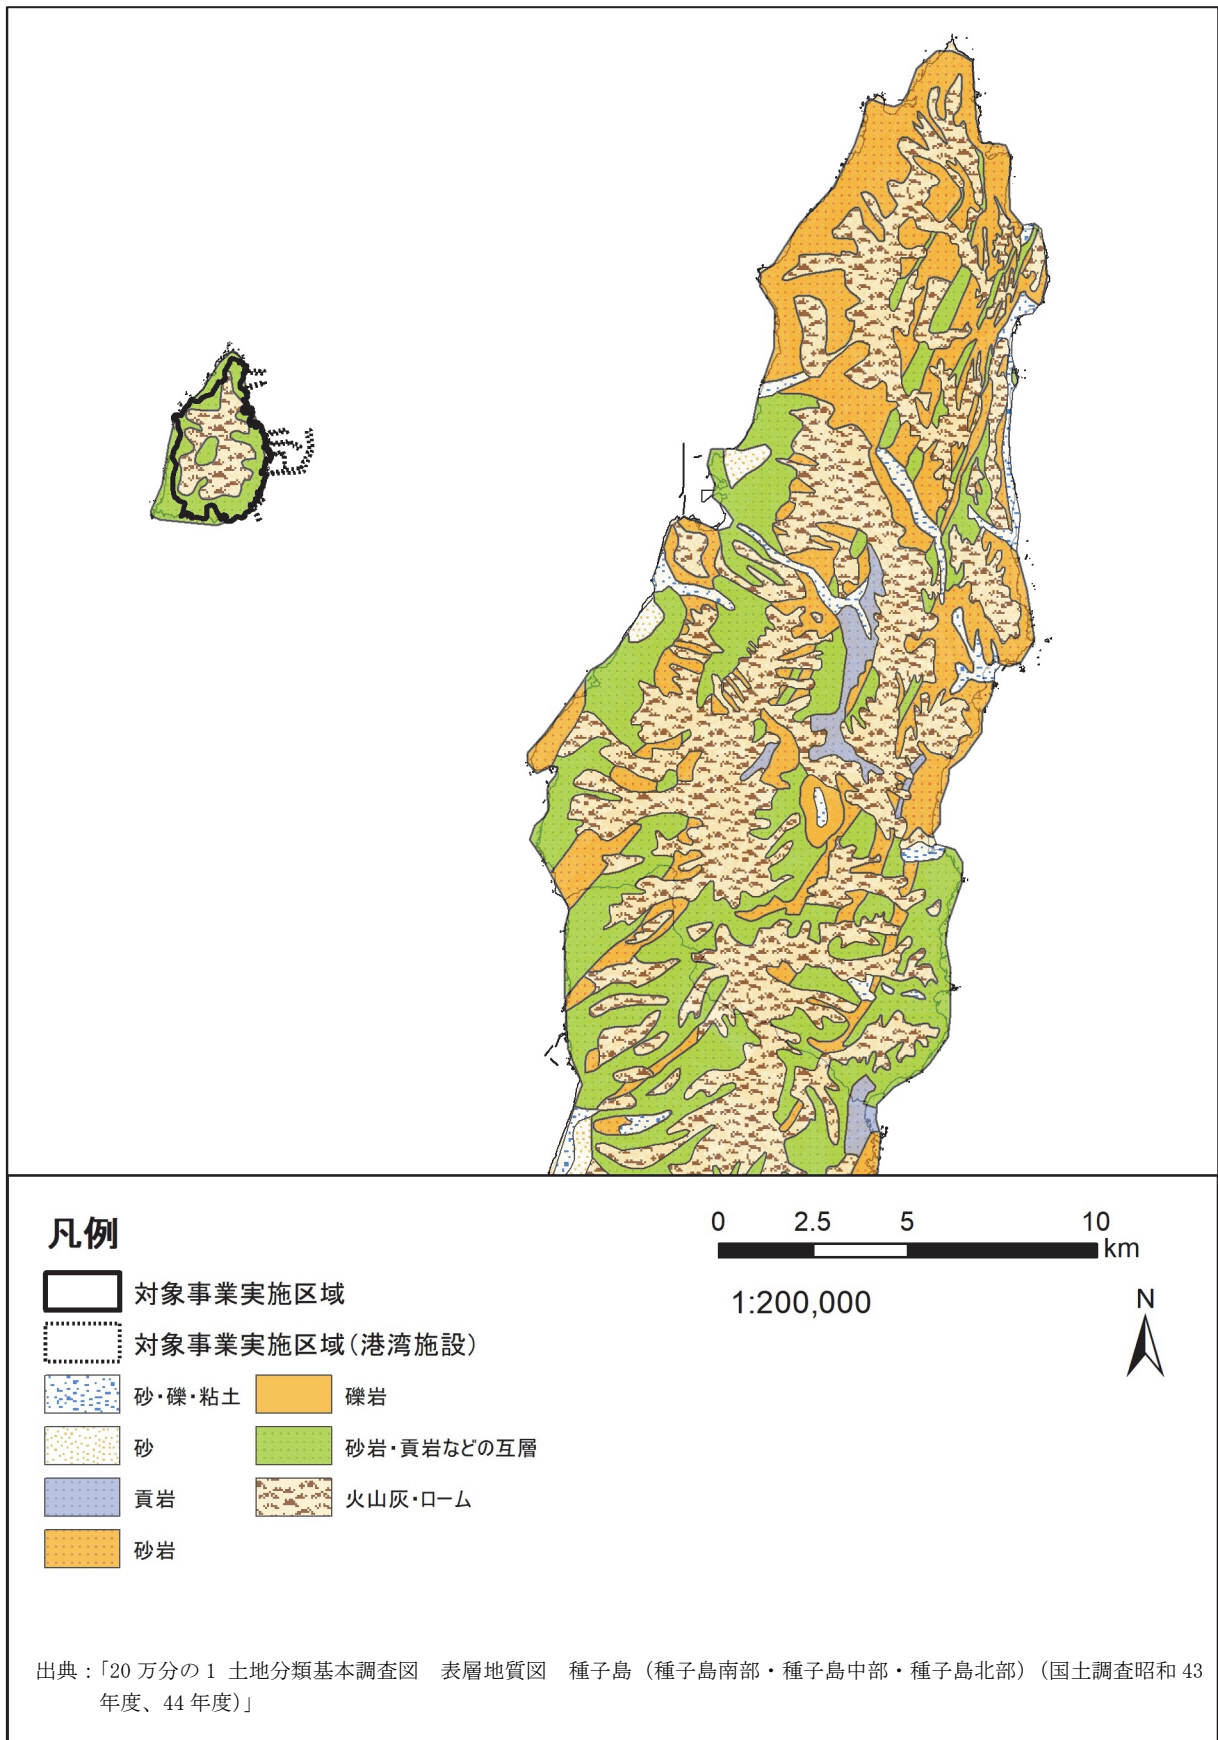 凡例
対象事業実施区域
対象事業実施区域(港湾施設)
砂・礫・粘土
礫岩
砂
砂岩・頁岩などの互層
頁岩
火山灰・ローム
砂岩
0 2.5 5 10
km
1:200,000
N
出典:「20 万分の 1 土地分類基本調査図 表層地質図 種子島(種子島南部・種子島中部・種子島北部)(国土調査昭和 43
年度、44 年度)」